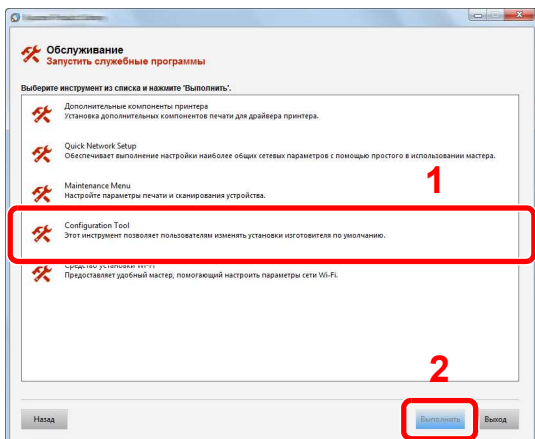 Обслуживание
Запустить служебные программы
Выберите инструмент из списка и нажмите 'Выполнить'.
Дополнительные компоненты принтера
Установка дополнительных компонентов печати для драйвера принтера.
Quick Network Setup
Обеспечивает выполнение настройки наиболее общих сетевых параметров с помощью простого в использовании мастера.
1
Maintenance Menu
Настройте параметры печати и сканирования устройства.
Configuration Tool
Этот инструмент позволяет пользователям изменять установки изготовителя по умолчанию.
Средство установки Wi-Fi
Предоставляет удобный мастер, помогающий настроить параметры сети Wi-Fi.
2
Назад
Выполнить
Выход